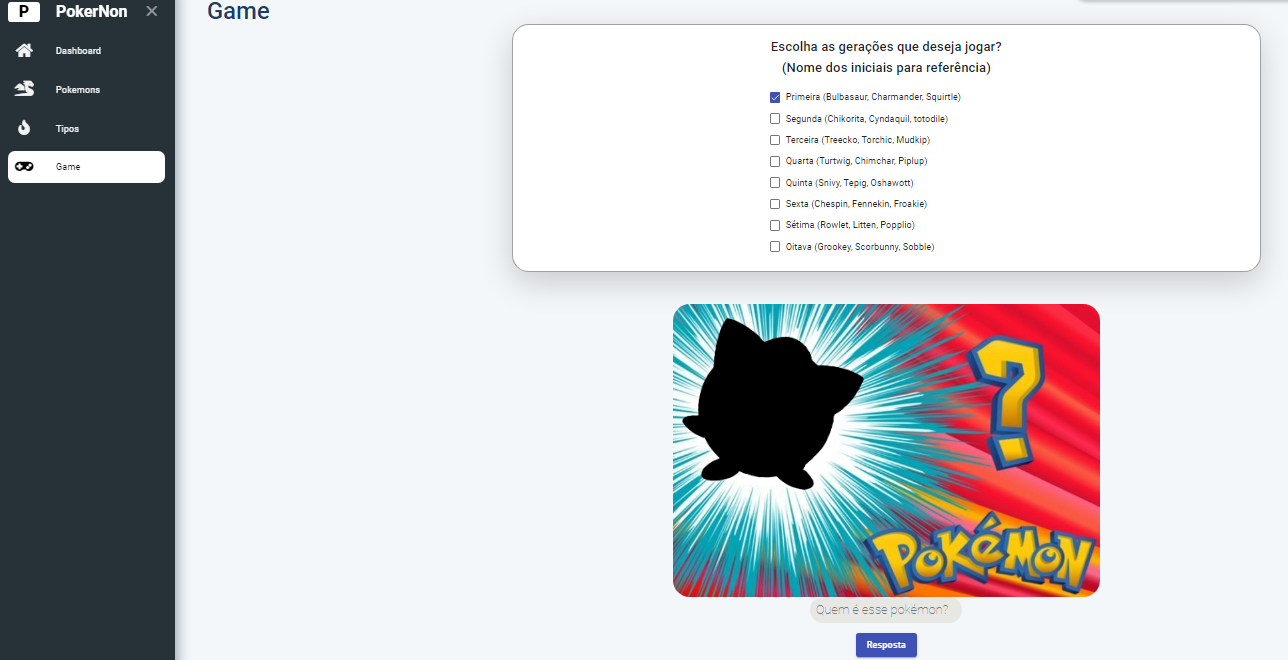 P PokerNon ×
Dashboard
Pokemons
Tipos
Game
Game
Escolha as gerações que deseja jogar?
(Nome dos iniciais para referência)
Primeira (Bulbasaur, Charmander, Squirtle)
Segunda (Chikorita, Cyndaquil, totodile)
Terceira (Treecko, Torchic, Mudkip)
Quarta (Turtwig, Chimchar, Piplup)
Quinta (Snivy, Tepig, Oshawott)
Sexta (Chespin, Fennekin, Froakie)
Sétima (Rowlet, Litten, Popplio)
Oitava (Grookey, Scorbunny, Sobble)
?
POKéMON
Quem é esse pokémon?
Resposta